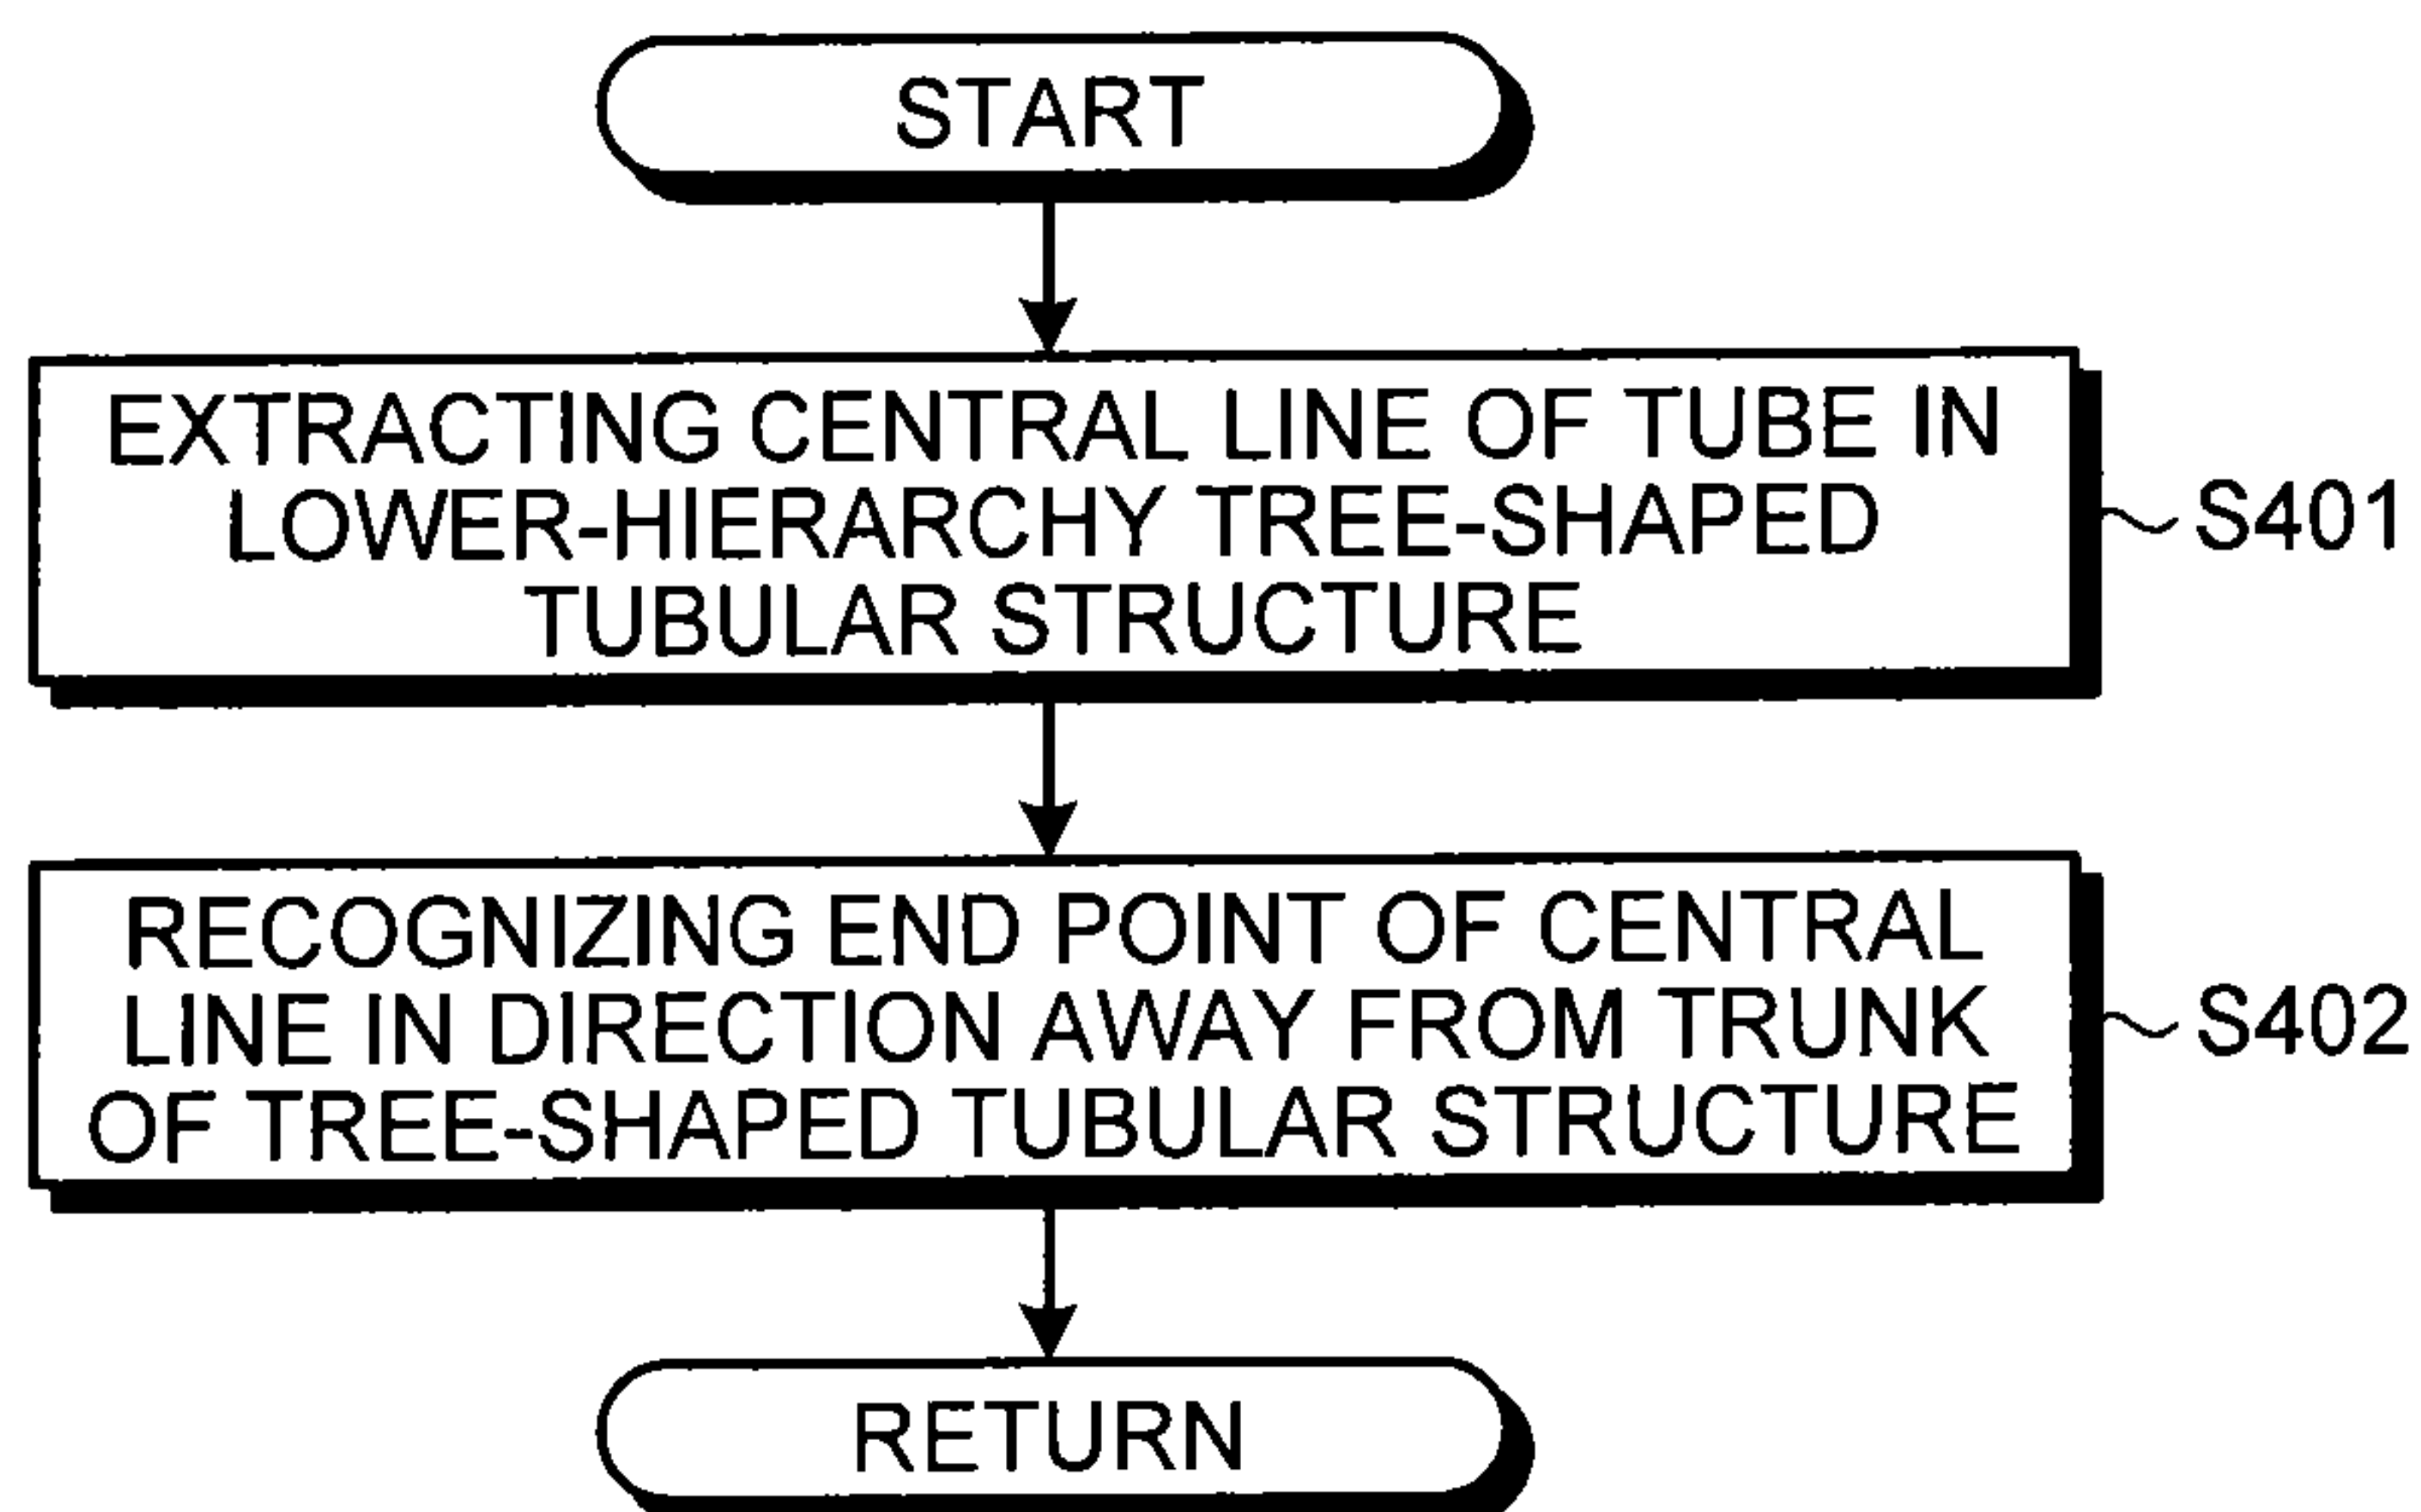 START
EXTRACTING CENTRAL LINE OF TUBE IN
LOWER-HIERARCHY TREE-SHAPED
TUBULAR STRUCTURE
S401
RECOGNIZING END POINT OF CENTRAL
LINE IN DIRECTION AWAY FROM TRUNK
OF TREE-SHAPED TUBULAR STRUCTURE
S402
RETURN